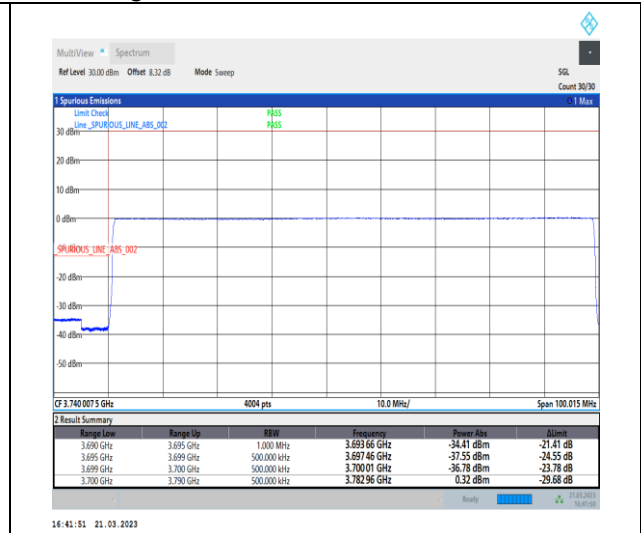 MultiView Spectrum
Ref Level 30.00 dBm Offset 8.32 dB Mode Sweep SGL
Count 30/30
1 Spurious Emissions 1 Max
Limit Check PASS
Line _SPURIOUS_LINE_ABS_002 PASS
30 dBm
20 dBm
10 dBm
0 dBm
_SPURIOUS_LINE_ABS_002
-20 dBm
-30 dBm
-40 dBm
-50 dBm
CF 3.740 007 5 GHz 4004 pts 10.0 MHz/ Span 100.015 MHz
2 Result Summary
Range Low Range Up RBW Frequency Power Abs ΔLimit
3.690 GHz 3.695 GHz 1.000 MHz 3.693 66 GHz -34.41 dBm -21.41 dB
3.695 GHz 3.699 GHz 500.000 kHz 3.697 46 GHz -37.55 dBm -24.55 dB
3.699 GHz 3.700 GHz 500.000 kHz 3.700 01 GHz -36.78 dBm -23.78 dB
3.700 GHz 3.790 GHz 500.000 kHz 3.782 96 GHz 0.32 dBm -29.68 dB
Ready 21.03.2023
16:41:50
16:41:51 21.03.2023